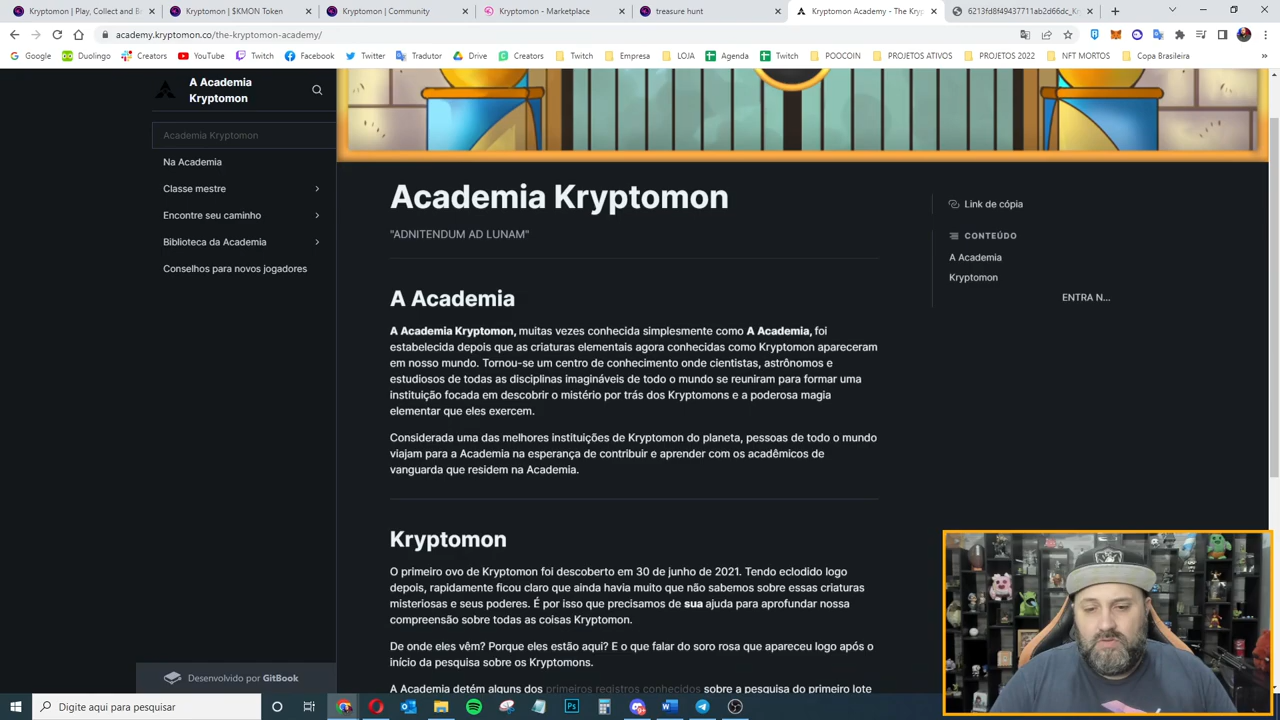 Kryptomon | Play, Collect and B
Kryptomon | $KMON Token
Kryptomon | Community
Kryptomon - Marketplace
treasure hunt
Kryptomon Academy - The Kry
6213fd8f49437711ab2d66dc_K
academy.kryptomon.co/the-kryptomon-academy/
Google
Duolingo
Creators
YouTube
Twitch
Facebook
Twitter
Tradutor
Drive
Creators
Twitch
Empresa
LOJA
Agenda
Twitch
POOCOIN
PROJETOS ATIVOS
PROJETOS 2022
NFT MORTOS
Copa Brasileira
A Academia
Kryptomon
Academia Kryptomon
Na Academia
Classe mestre
Encontre seu caminho
Biblioteca da Academia
Conselhos para novos jogadores
Academia Kryptomon
"ADNITENDUM AD LUNAM"
A Academia
A Academia Kryptomon, muitas vezes conhecida simplesmente como A Academia, foi
estabelecida depois que as criaturas elementais agora conhecidas como Kryptomon apareceram
em nosso mundo. Tornou-se um centro de conhecimento onde cientistas, astrônomos e
estudiosos de todas as disciplinas imagináveis de todo o mundo se reuniram para formar uma
instituição focada em descobrir o mistério por trás dos Kryptomons e a poderosa magia
elementar que eles exercem.
Considerada uma das melhores instituições de Kryptomon do planeta, pessoas de todo o mundo
viajam para a Academia na esperança de contribuir e aprender com os acadêmicos de
vanguarda que residem na Academia.
Kryptomon
O primeiro ovo de Kryptomon foi descoberto em 30 de junho de 2021. Tendo eclodido logo
depois, rapidamente ficou claro que ainda havia muito que não sabemos sobre essas criaturas
misteriosas e seus poderes. É por isso que precisamos de sua ajuda para aprofundar nossa
compreensão sobre todas as coisas Kryptomon.
De onde eles vêm? Porque eles estão aqui? E o que falar do soro rosa que apareceu logo após o
início da pesquisa sobre os Kryptomons.
A Academia detém alguns dos primeiros registros conhecidos sobre a pesquisa do primeiro lote
Link de cópia
CONTEÚDO
A Academia
Kryptomon
ENTRA N...
Desenvolvido por GitBook
Digite aqui para pesquisar